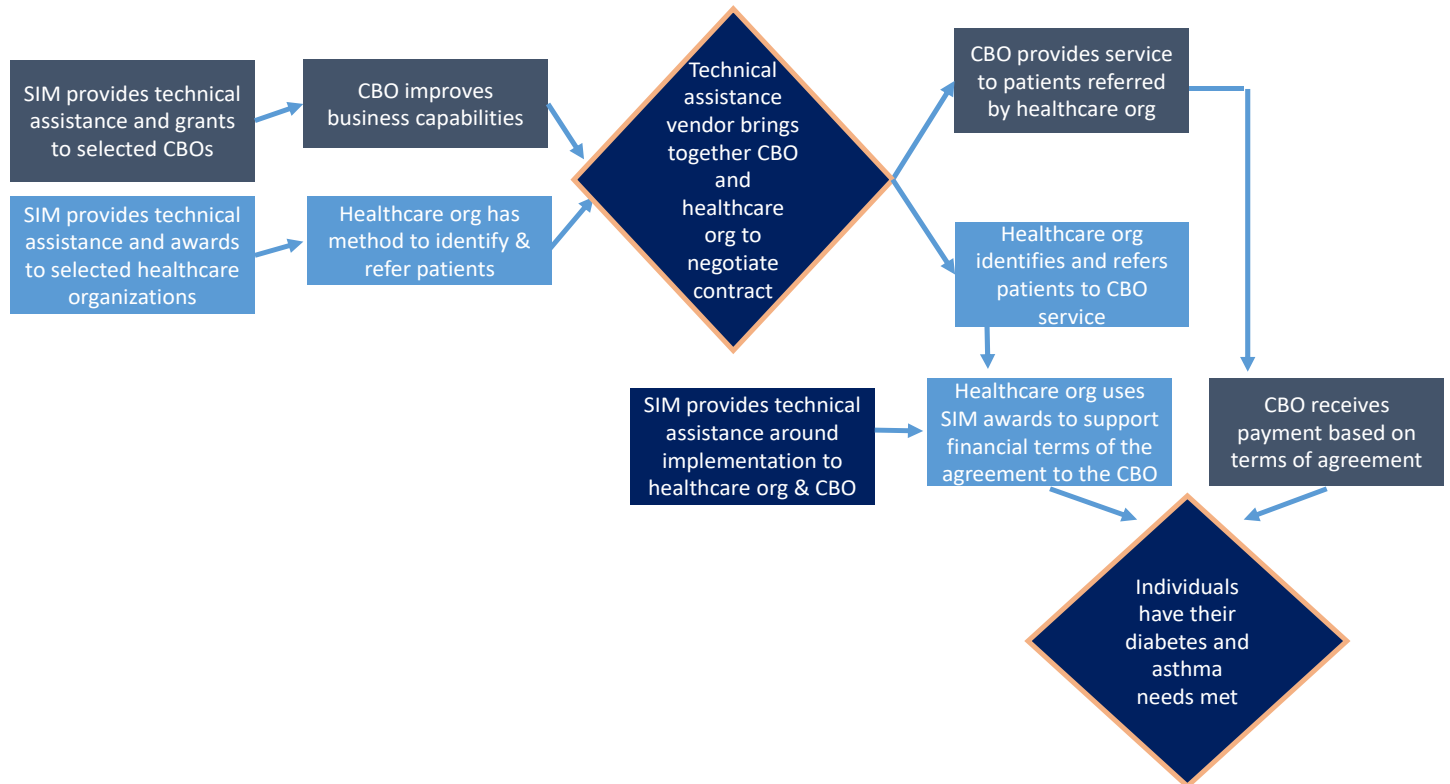 SIM provides technical
assistance and grants
to selected CBOs
CBO improves
business capabilities
SIM provides technical
assistance and awards
to selected healthcare
organizations
Healthcare org has
method to identify &
refer patients
Technical
assistance
vendor brings
together CBO
and
healthcare
org to
negotiate
contract
CBO provides service
to patients referred
by healthcare org
Healthcare org
identifies and refers
patients to CBO
service
SIM provides technical
assistance around
implementation to
healthcare org & CBO
Healthcare org uses
SIM awards to support
financial terms of the
agreement to the CBO
CBO receives
payment based on
terms of agreement
Individuals
have their
diabetes and
asthma
needs met